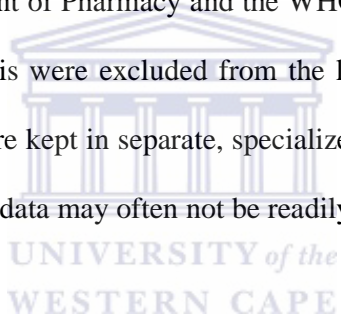 nt of Pharmacy and the WHO
is were excluded from the
re kept in separate, specialize
data may often not be readily
UNIVERSITY of the
WESTERN CAPE